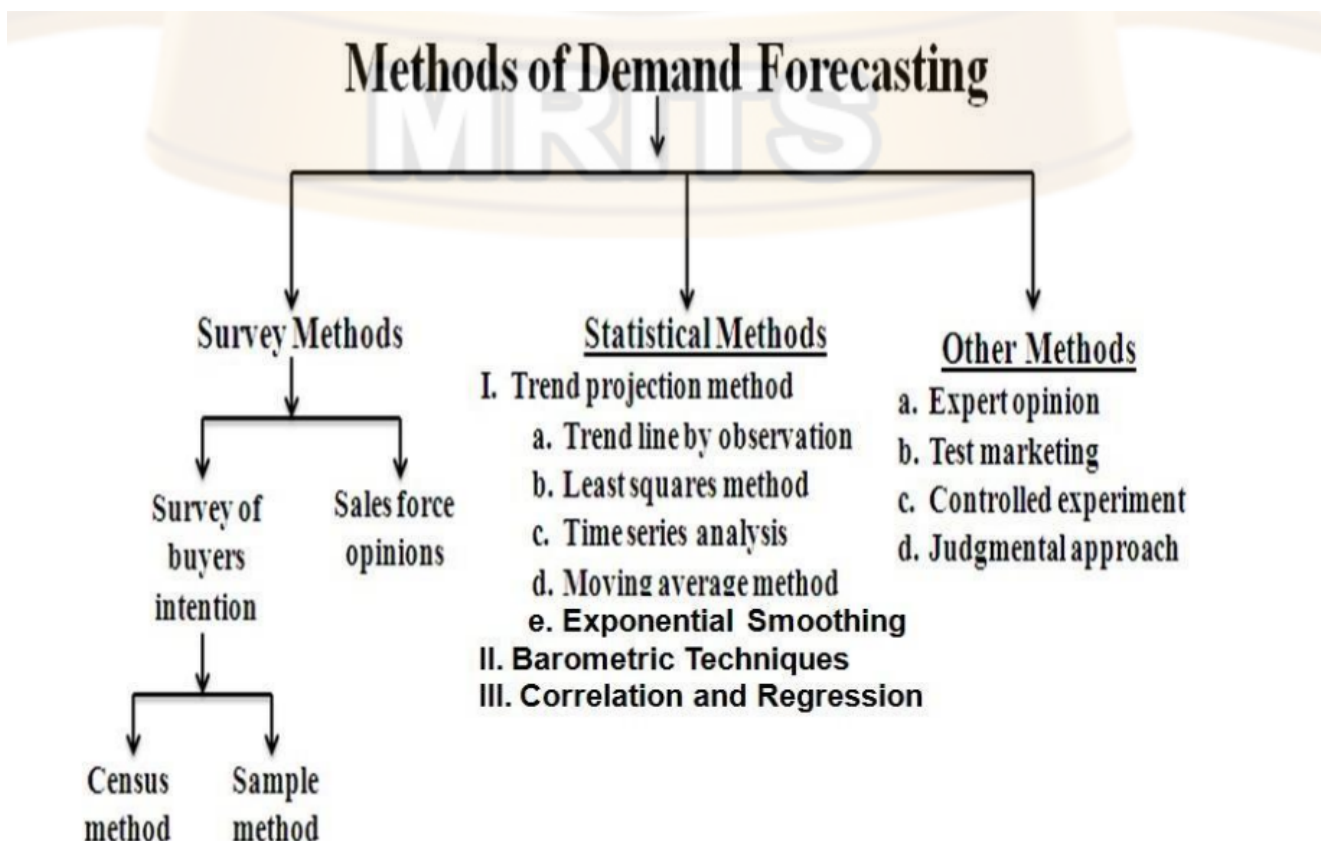 Methods of Demand Forecasting
MRITS
Survey Methods
Survey of
buyers
intention
Sales force
opinions
Census
method
Sample
method
Statistical Methods
I. Trend projection method
a. Trend line by observation
b. Least squares method
c. Time series analysis
d. Moving average method
e. Exponential Smoothing
II. Barometric Techniques
III. Correlation and Regression
Other Methods
a. Expert opinion
b. Test marketing
c. Controlled experiment
d. Judgmental approach